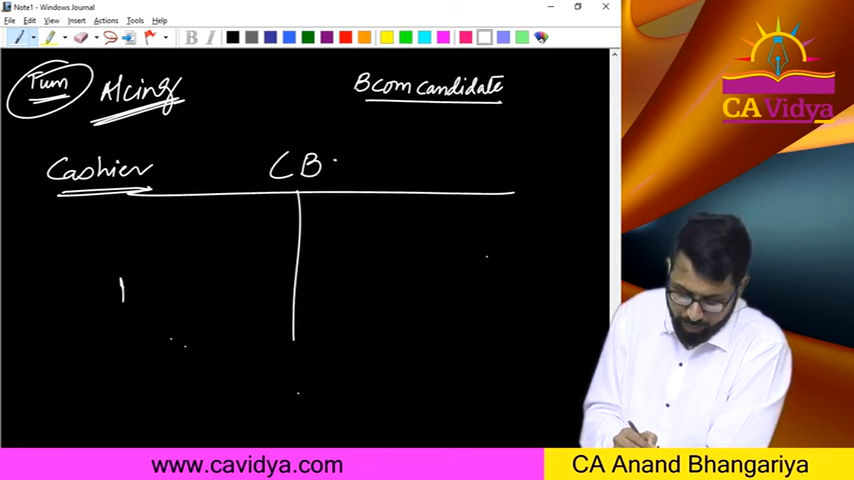 Note1 - Windows Journal
File Edit View Insert Actions Tools Help
B I
Alcing
Bcom candidate
Cashier
CB
CA Vidya
www.cavidya.com
CA Anand Bhangariya